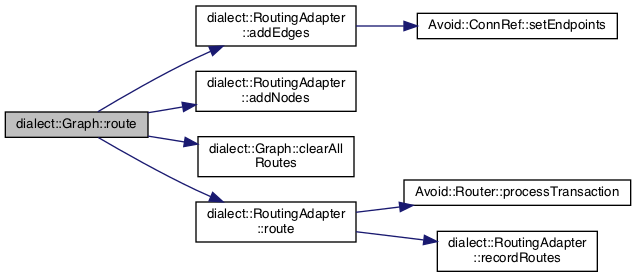 dialect::Graph::route
dialect::RoutingAdapter
::addEdges
Avoid::ConnRef::setEndpoints
dialect::RoutingAdapter
::addNodes
dialect::Graph::clearAll
Routes
dialect::RoutingAdapter
::route
Avoid::Router::processTransaction
dialect::RoutingAdapter
::recordRoutes